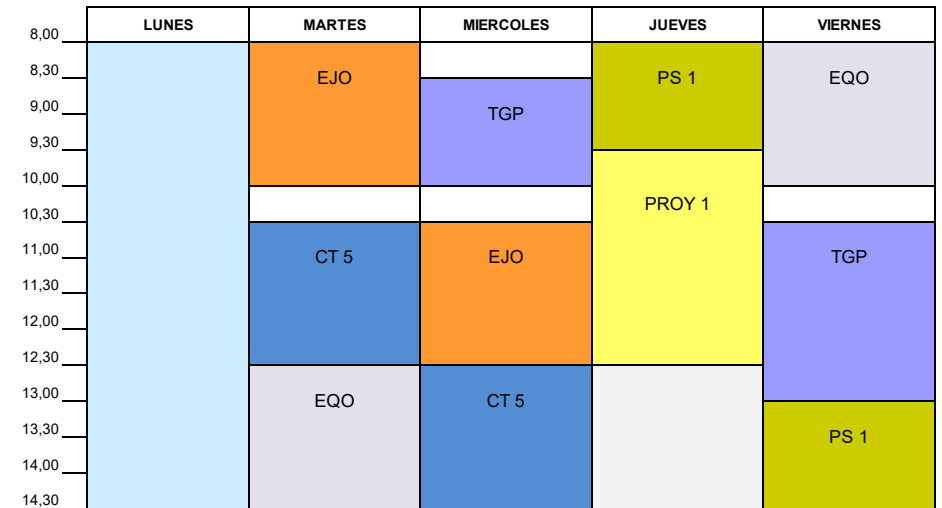 LUNES MARTES MIERCOLES JUEVES VIERNES
8,00
8,30 EJO PS 1 EQO
9,00 TGP
9,30
10,00
PROY 1
10,30
11,00 CT 5 EJO TGP
11,30
12,00
12,30
13,00 EQO CT 5
13,30 PS 1
14,00
14,30